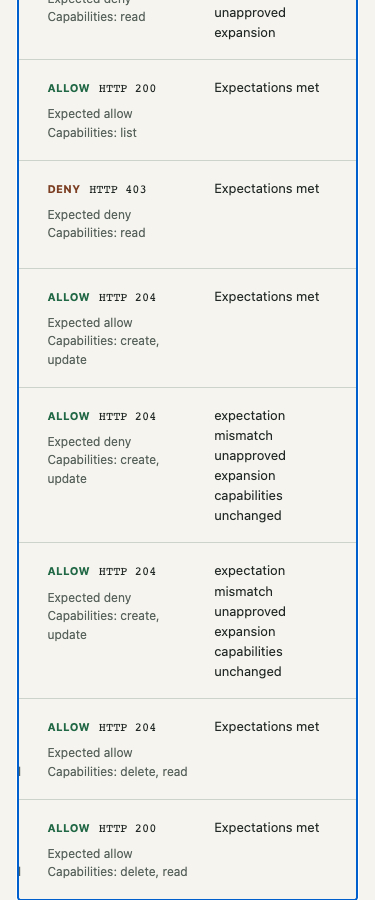 Expected deny
Capabilities: read
unapproved
expansion
ALLOW HTTP 200
Expected allow
Capabilities: list
Expectations met
DENY HTTP 403
Expected deny
Capabilities: read
Expectations met
ALLOW HTTP 204
Expected allow
Capabilities: create,
update
Expectations met
ALLOW HTTP 204
Expected deny
Capabilities: create,
update
expectation
mismatch
unapproved
expansion
capabilities
unchanged
ALLOW HTTP 204
Expected deny
Capabilities: create,
update
expectation
mismatch
unapproved
expansion
capabilities
unchanged
ALLOW HTTP 204
Expected allow
Capabilities: delete, read
Expectations met
ALLOW HTTP 200
Expected allow
Capabilities: delete, read
Expectations met